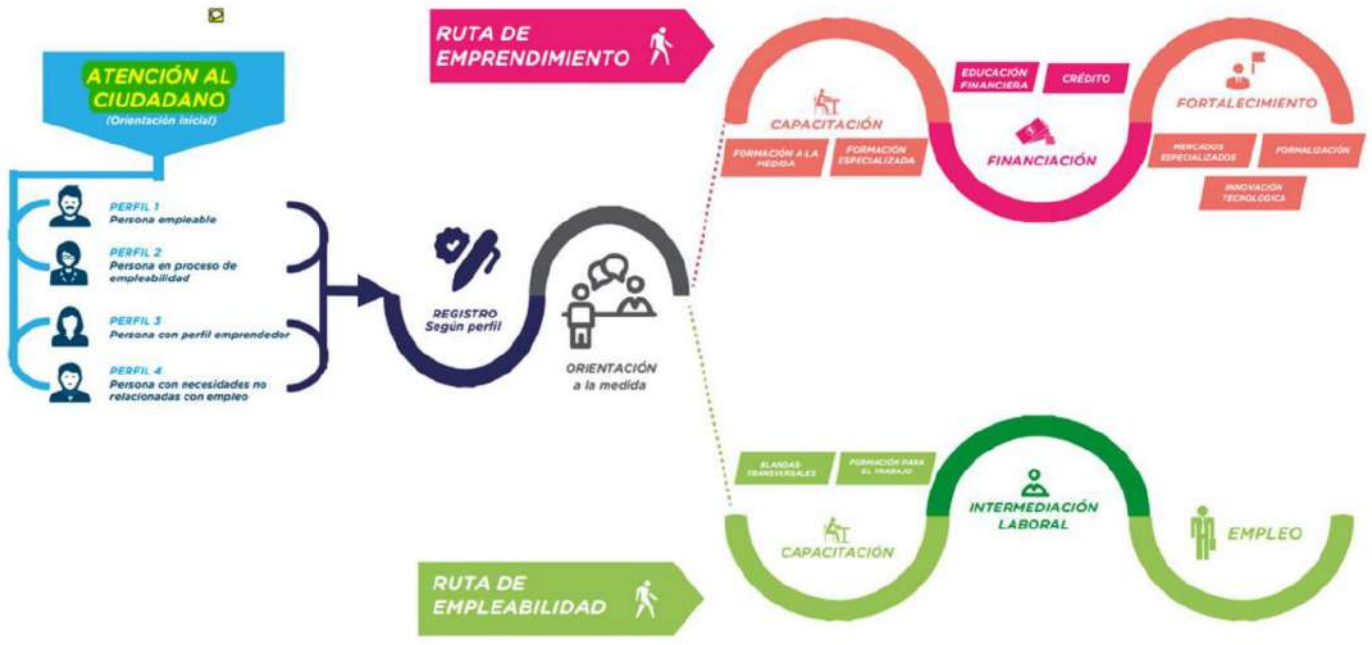 ATENCIÓN AL
CIUDADANO
(Orientación inicial)
PERFIL 1
Persona empleable
PERFIL 2
Persona en proceso de
empleabilidad
PERFIL 3
Persona con perfil emprendedor
PERFIL 4
Persona con necesidades no
relacionadas con empleo
REGISTRO
Según perfil
ORIENTACIÓN
a la medida
RUTA DE
EMPRENDIMIENTO
CAPACITACIÓN
FORMACIÓN A LA
MEDIDA
FORMACIÓN
ESPECIALIZADA
EDUCACIÓN
FINANCIERA
CRÉDITO
FINANCIACIÓN
FORTALECIMIENTO
MERCADOS
ESPECIALIZADOS
FORMALIZACIÓN
INNOVACIÓN
TECNOLÓGICA
RUTA DE
EMPLEABILIDAD
BLANDAS-
TRANSVERSALES
FORMACIÓN PARA
EL TRABAJO
CAPACITACIÓN
INTERMEDIACIÓN
LABORAL
EMPLEO